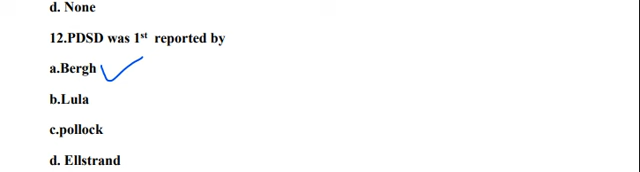 d. None
12.PDSD was 1st reported by
a.Bergh
b.Lula
c.pollock
d. Ellstrand